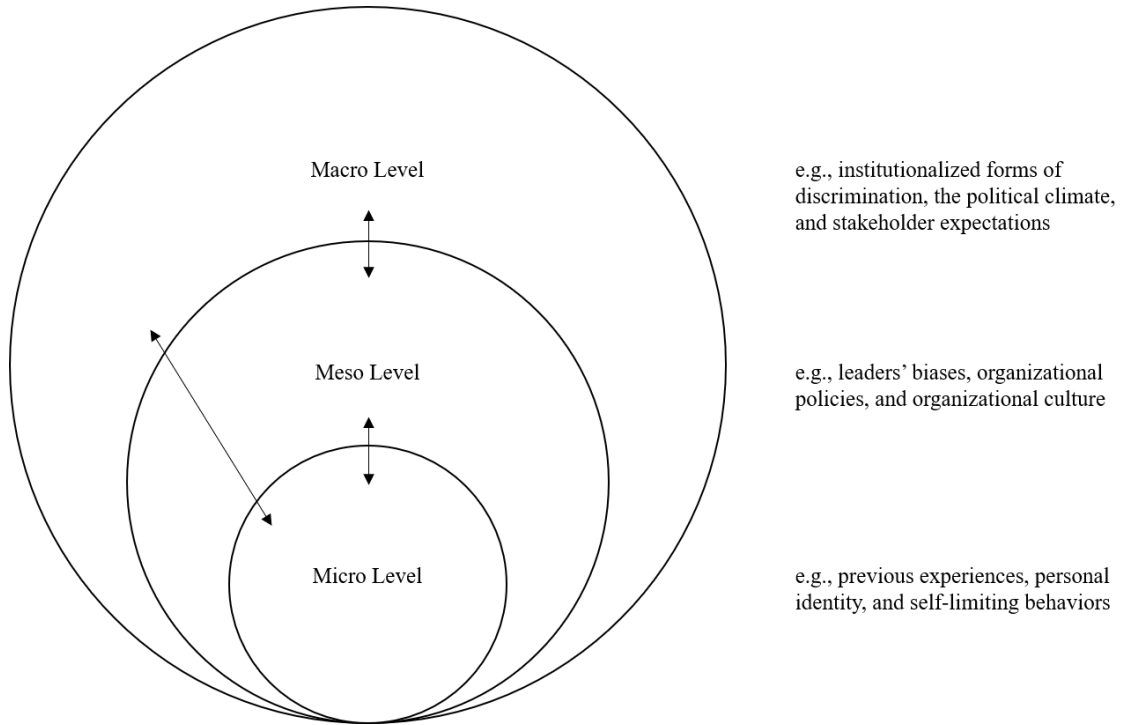 Macro Level
e.g., institutionalized forms of
discrimination, the political climate,
and stakeholder expectations
Meso Level
e.g., leaders’ biases, organizational
policies, and organizational culture
Micro Level
e.g., previous experiences, personal
identity, and self-limiting behaviors